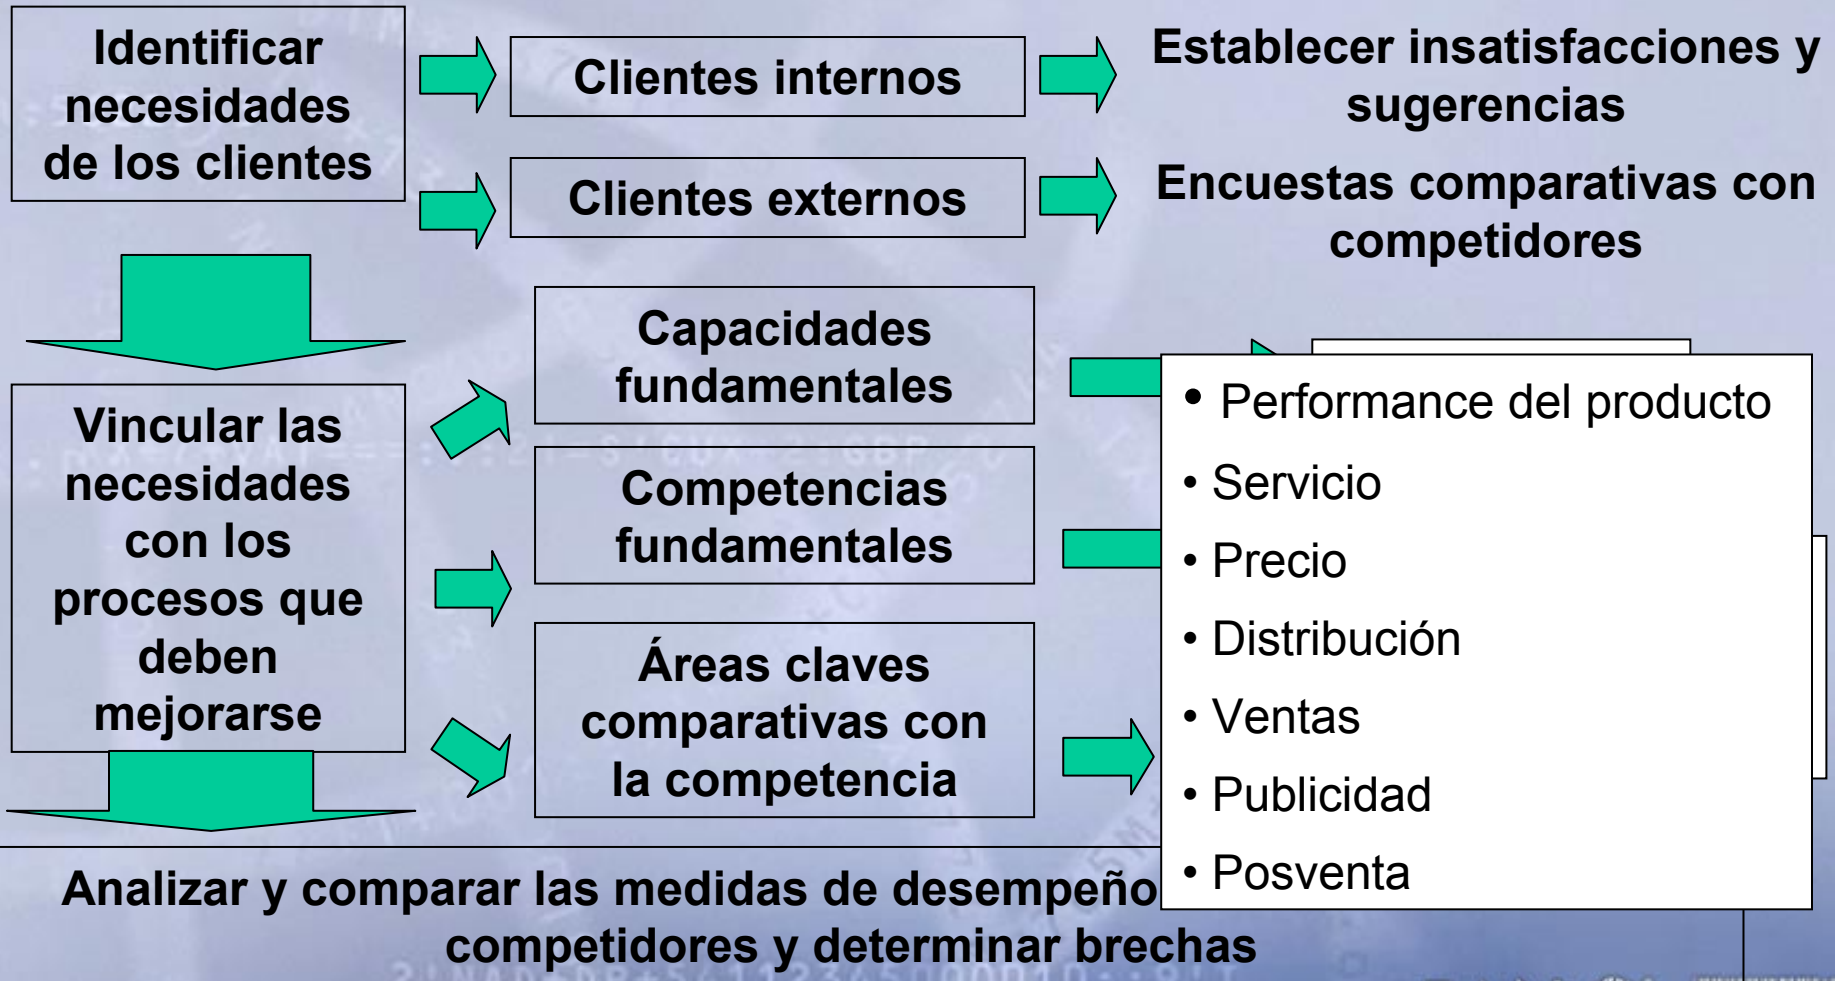 Identificar
necesidades
de los clientes
Clientes internos
Establecer insatisfacciones y
sugerencias
Clientes externos
Encuestas comparativas con
competidores
Vincular las
necesidades
con los
procesos que
deben
mejorarse
Capacidades
fundamentales
Competencias
fundamentales
Áreas claves
comparativas con
la competencia
• Performance del producto
• Servicio
• Precio
• Distribución
• Ventas
• Publicidad
• Posventa
Analizar y comparar las medidas de desempeño
competidores y determinar brechas